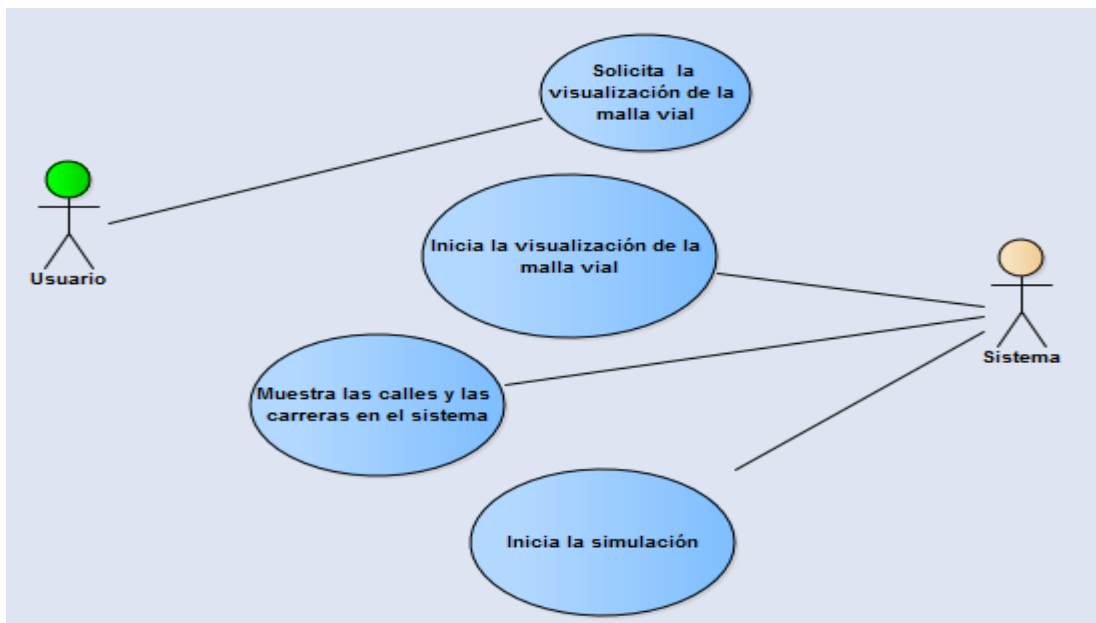 Solicita la
visualización de la
malla vial
Usuario
Inicia la visualización de la
malla vial
Sistema
Muestra las calles y las
carreras en el sistema
Inicia la simulación